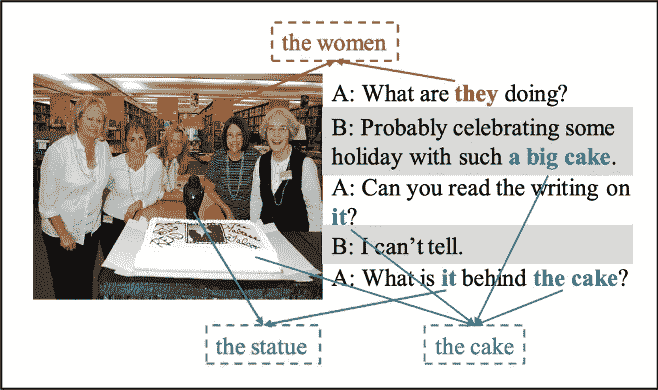 the women
A: What are they doing?
B: Probably celebrating some
holiday with such a big cake.
A: Can you read the writing on
it?
B: I can't tell.
A: What is it behind the cake?
the statue
the cake